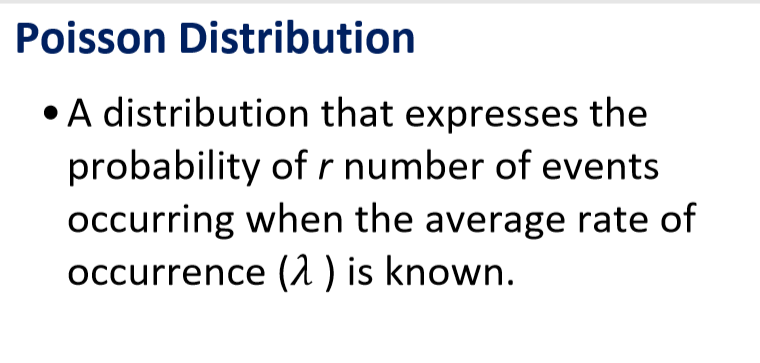 Poisson Distribution
• A distribution that expresses the
probability of r number of events
occurring when the average rate of
occurrence (λ ) is known.